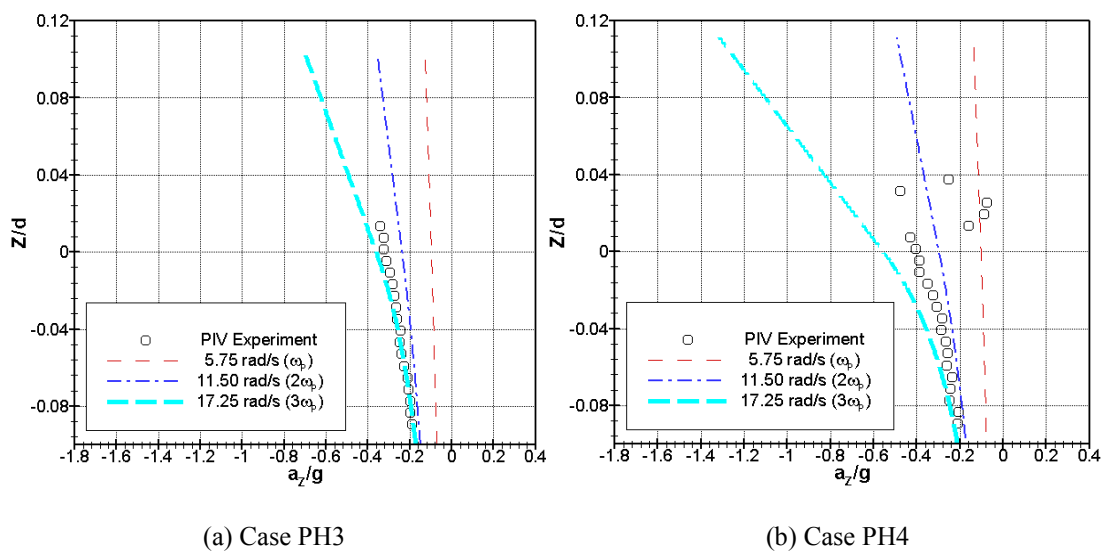 0.12
0.08
0.04
0
-0.04
-0.08
Z/d
PIV Experiment
5.75 rad/s (ωp)
11.50 rad/s (2ωp)
17.25 rad/s (3ωp)
-1.8 -1.6 -1.4 -1.2 -1 -0.8 -0.6 -0.4 -0.2 0 0.2 0.4
az/g
(a) Case PH3
0.12
0.08
0.04
0
-0.04
-0.08
Z/d
PIV Experiment
5.75 rad/s (ωp)
11.50 rad/s (2ωp)
17.25 rad/s (3ωp)
-1.8 -1.6 -1.4 -1.2 -1 -0.8 -0.6 -0.4 -0.2 0 0.2 0.4
az/g
(b) Case PH4